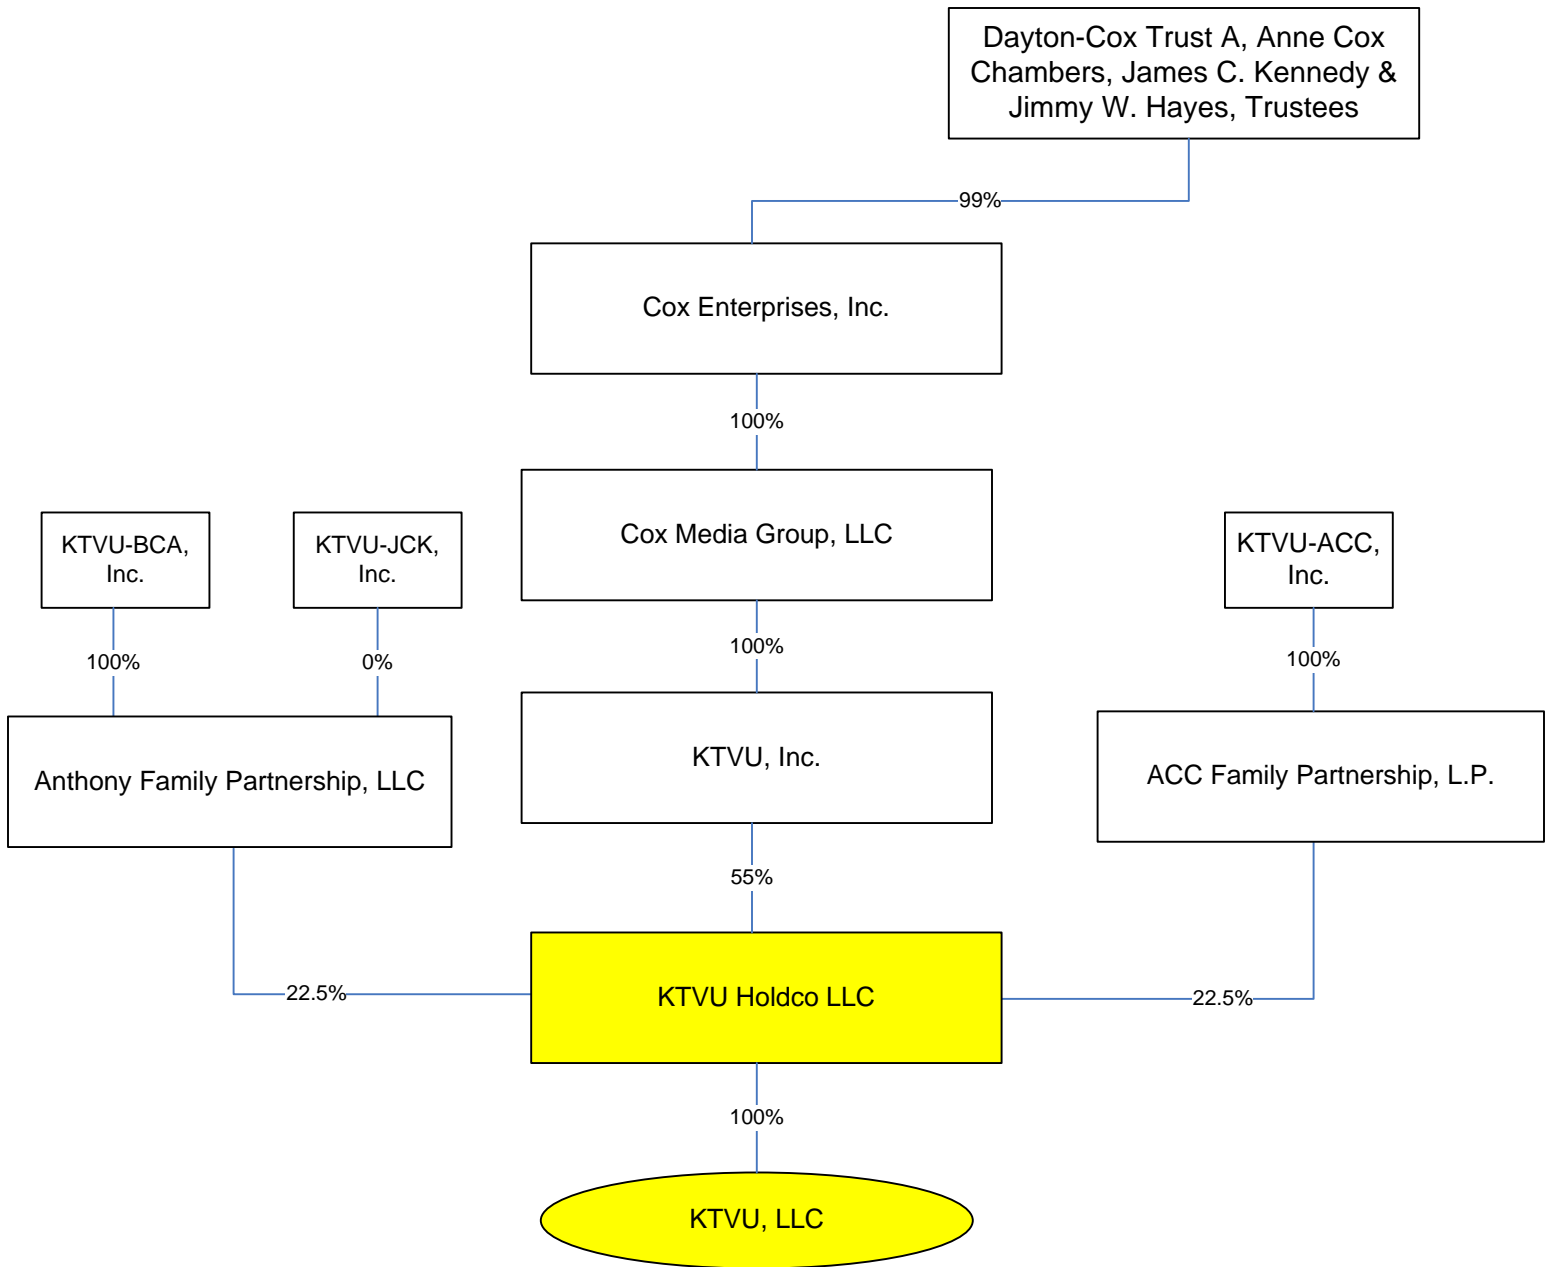 Dayton-Cox Trust A, Anne Cox
Chambers, James C. Kennedy &
Jimmy W. Hayes, Trustees
99%
Cox Enterprises, Inc.
100%
Cox Media Group, LLC
KTVU-BCA,
Inc.
KTVU-JCK,
Inc.
KTVU-ACC,
Inc.
100%
0%
100%
100%
Anthony Family Partnership, LLC
KTVU, Inc.
ACC Family Partnership, L.P.
55%
22.5%
KTVU Holdco LLC
22.5%
100%
KTVU, LLC